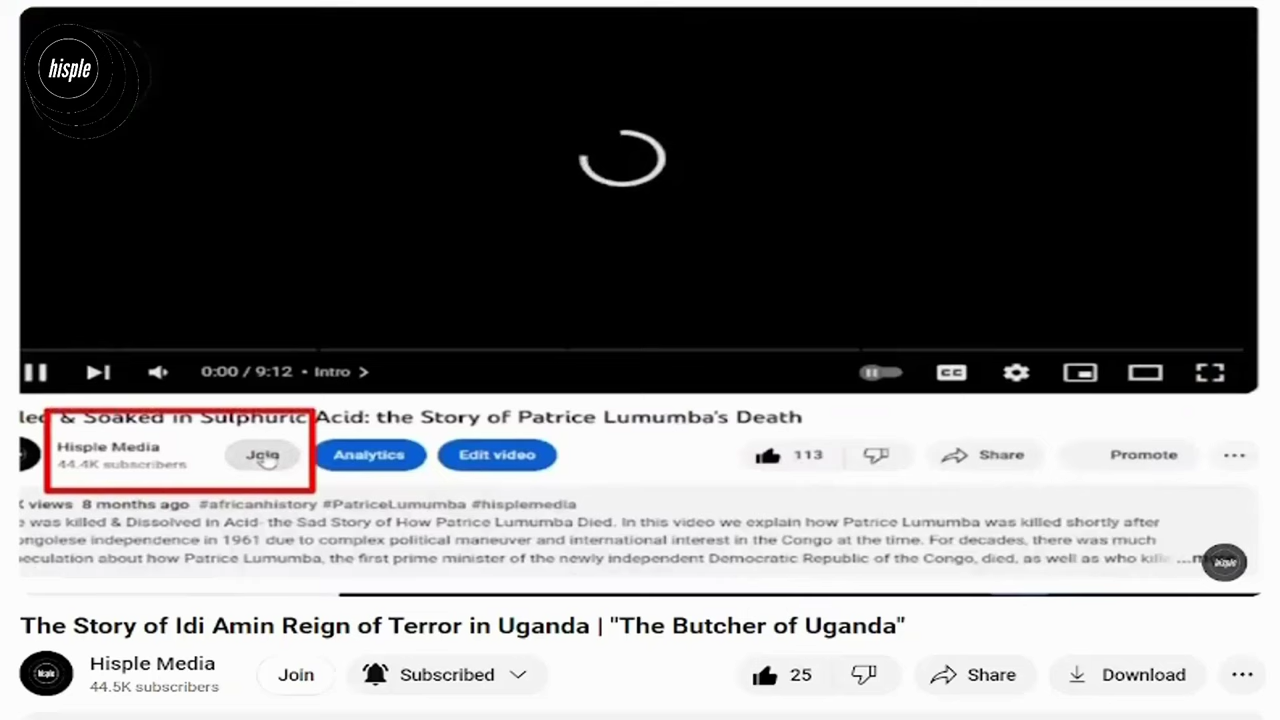 hisple
0:00 / 9:12 • Intro >
CC
& Soaked in Sulphuric Acid: the Story of Patrice Lumumba's Death
Hisple Media
44.4K subscribers
Join
Analytics
Edit video
113
Share
Promote
views 8 months ago #africanhistory #PatriceLumumba #hisplemedia
was killed & Dissolved in Acid- the Sad Story of How Patrice Lumumba Died. In this video we explain how Patrice Lumumba was killed shortly after
ongolese independence in 1961 due to complex political maneuver and international interest in the Congo at the time. For decades, there was much
peculation about how Patrice Lumumba, the first prime minister of the newly independent Democratic Republic of the Congo, died, as well as who
hisple
The Story of Idi Amin Reign of Terror in Uganda | "The Butcher of Uganda"
Hisple Media
44.5K subscribers
Join
Subscribed
25
Share
Download